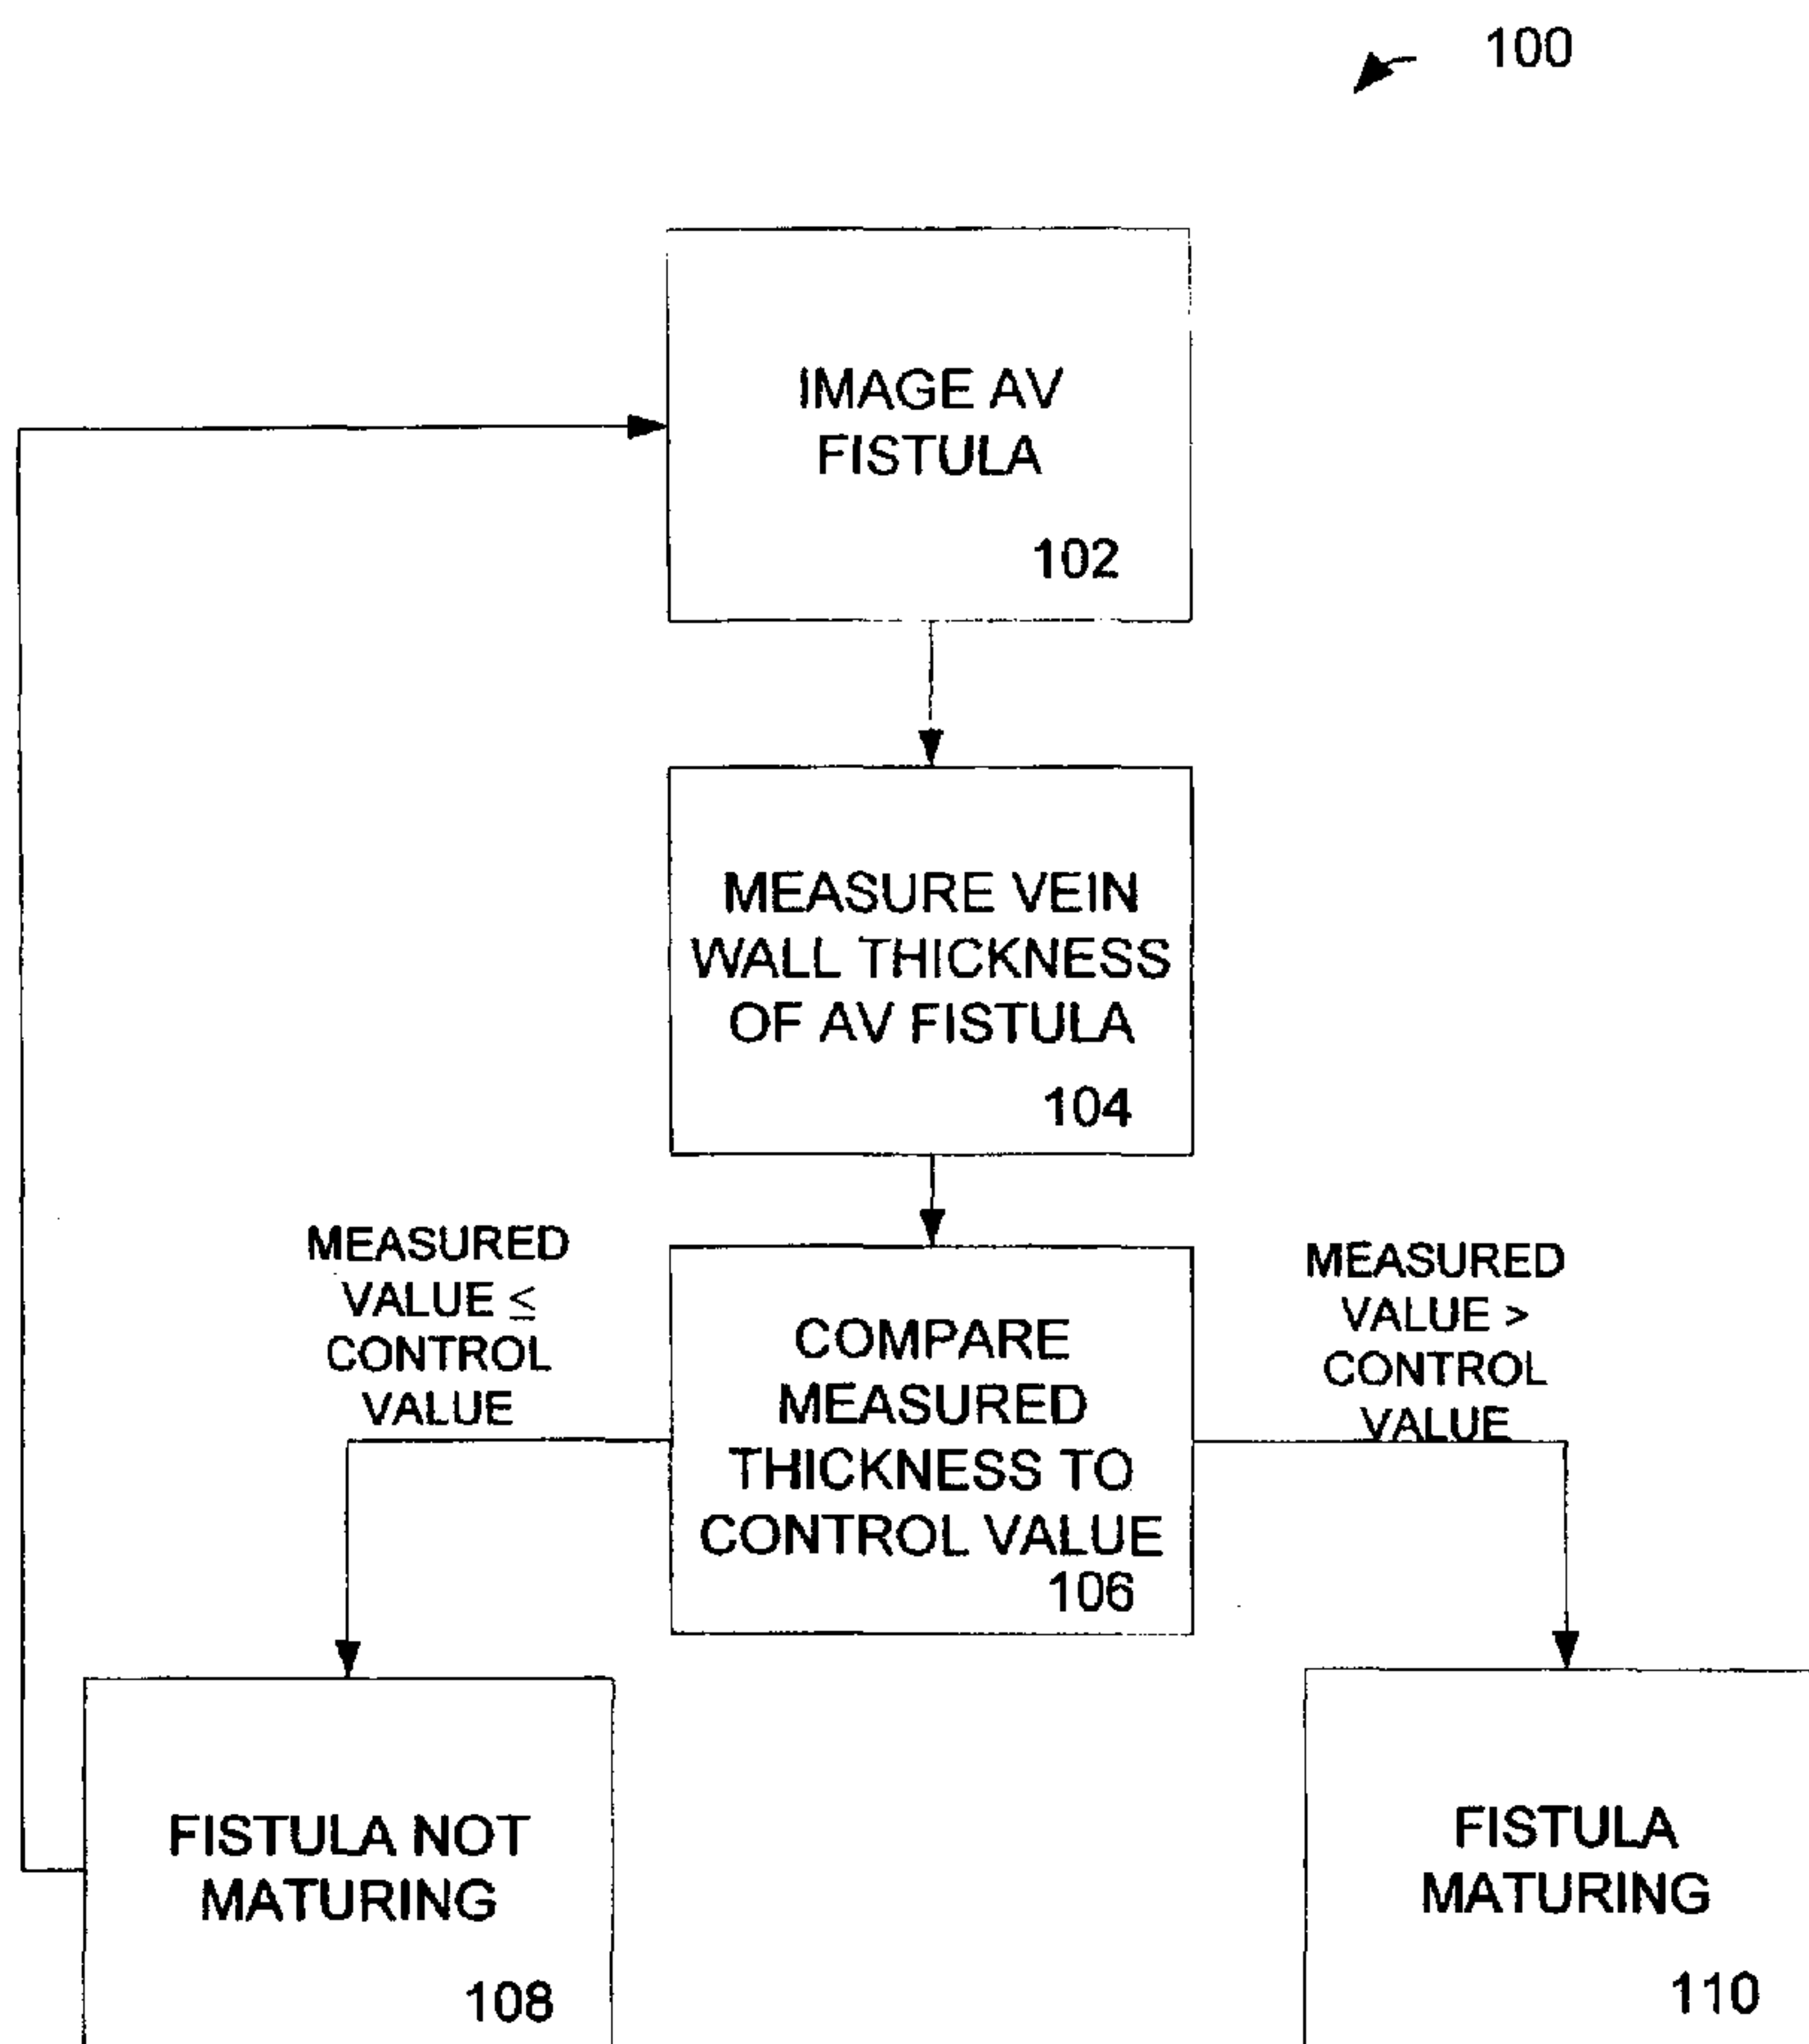 100
IMAGE AV
FISTULA
102
MEASURE VEIN
WALL THICKNESS
OF AV FISTULA
104
MEASURED
VALUE ≤
CONTROL
VALUE
COMPARE
MEASURED
THICKNESS TO
CONTROL VALUE
106
MEASURED
VALUE >
CONTROL
VALUE
FISTULA NOT
MATURING
108
FISTULA
MATURING
110